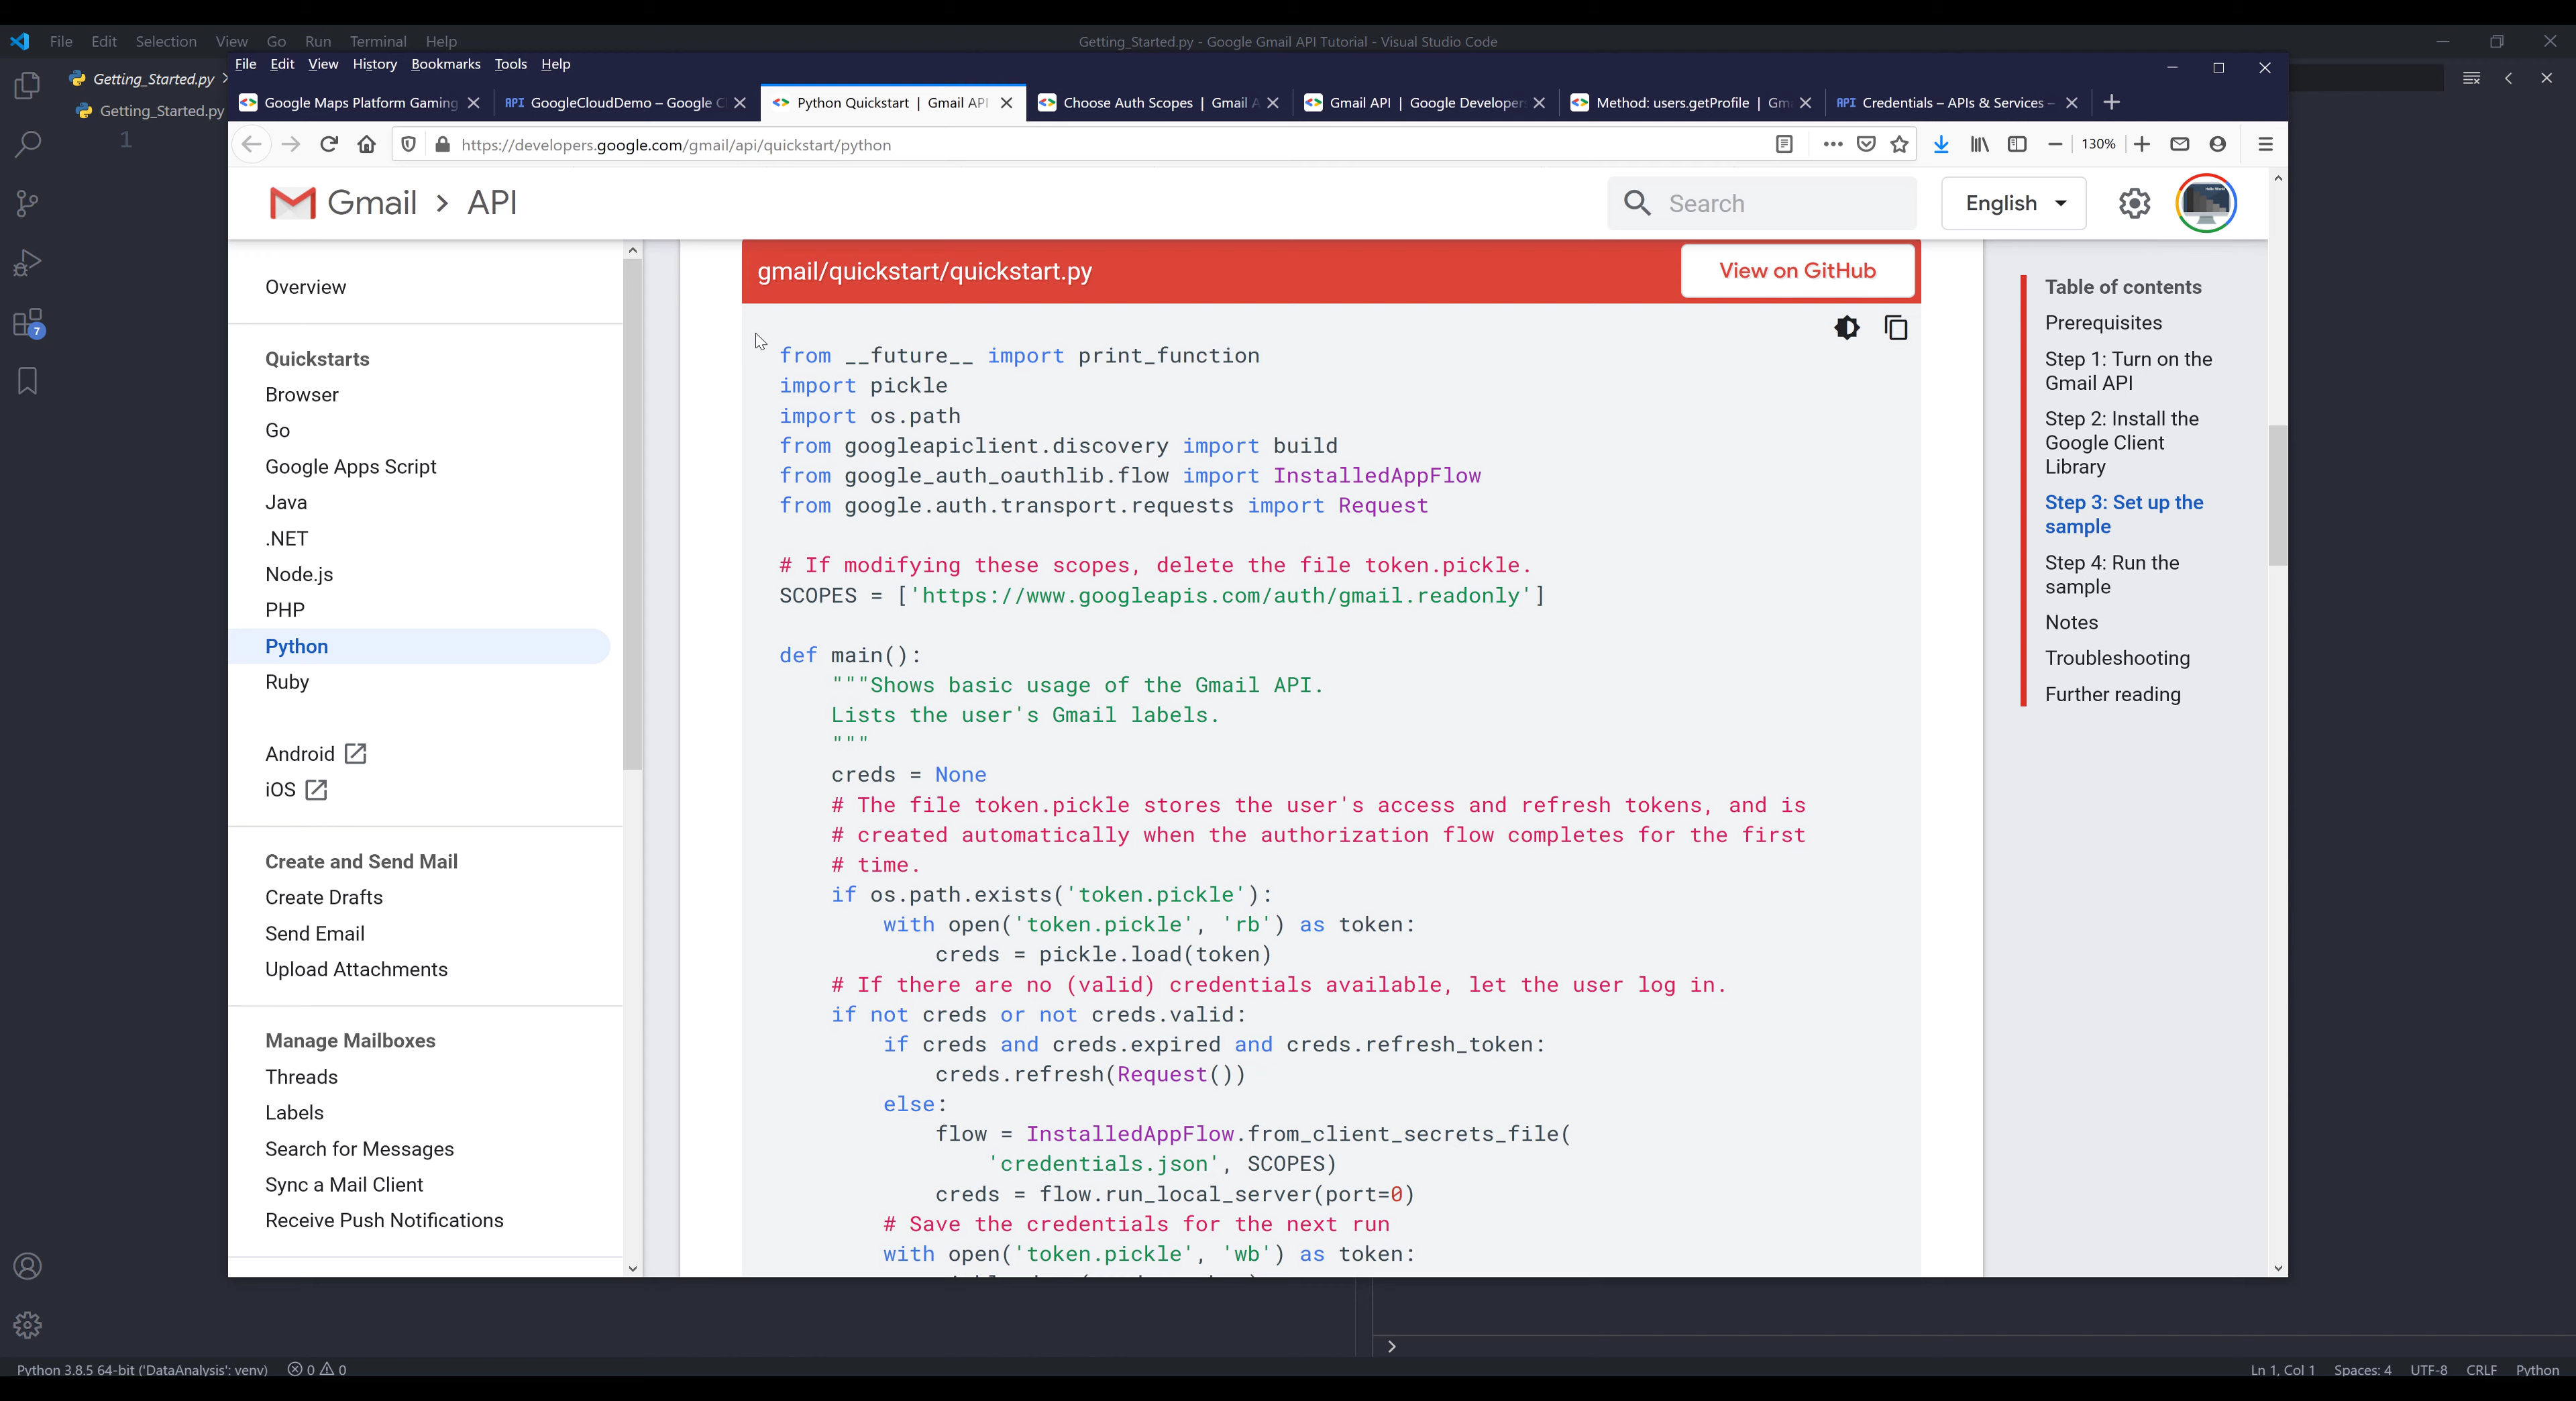 File Edit Selection View Go Run Terminal Help
Getting_Started.py - Google Gmail API Tutorial - Visual Studio Code
Getting_Started.py
Getting_Started.py
1
File Edit View History Bookmarks Tools Help
Google Maps Platform Gaming
API GoogleCloudDemo – Google C
Python Quickstart | Gmail API
Choose Auth Scopes | Gmail A
Gmail API | Google Developers
Method: users.getProfile | Gma
API Credentials – APIs & Services –
https://developers.google.com/gmail/api/quickstart/python
130%
Gmail > API
Search
English
Overview
Quickstarts
Browser
Go
Google Apps Script
Java
.NET
Node.js
PHP
Python
Ruby
Android
iOS
Create and Send Mail
Create Drafts
Send Email
Upload Attachments
Manage Mailboxes
Threads
Labels
Search for Messages
Sync a Mail Client
Receive Push Notifications
gmail/quickstart/quickstart.py
View on GitHub
from __future__ import print_function
import pickle
import os.path
from googleapiclient.discovery import build
from google_auth_oauthlib.flow import InstalledAppFlow
from google.auth.transport.requests import Request
# If modifying these scopes, delete the file token.pickle.
SCOPES = ['https://www.googleapis.com/auth/gmail.readonly']
def main():
"""Shows basic usage of the Gmail API.
Lists the user's Gmail labels.
"""
creds = None
# The file token.pickle stores the user's access and refresh tokens, and is
# created automatically when the authorization flow completes for the first
# time.
if os.path.exists('token.pickle'):
with open('token.pickle', 'rb') as token:
creds = pickle.load(token)
# If there are no (valid) credentials available, let the user log in.
if not creds or not creds.valid:
if creds and creds.expired and creds.refresh_token:
creds.refresh(Request())
else:
flow = InstalledAppFlow.from_client_secrets_file(
'credentials.json', SCOPES)
creds = flow.run_local_server(port=0)
# Save the credentials for the next run
with open('token.pickle', 'wb') as token:
Table of contents
Prerequisites
Step 1: Turn on the
Gmail API
Step 2: Install the
Google Client
Library
Step 3: Set up the
sample
Step 4: Run the
sample
Notes
Troubleshooting
Further reading
7
Python 3.8.5 64-bit ('DataAnalysis': venv) 0 0
Ln 1, Col 1 Spaces: 4 UTF-8 CRLF Python